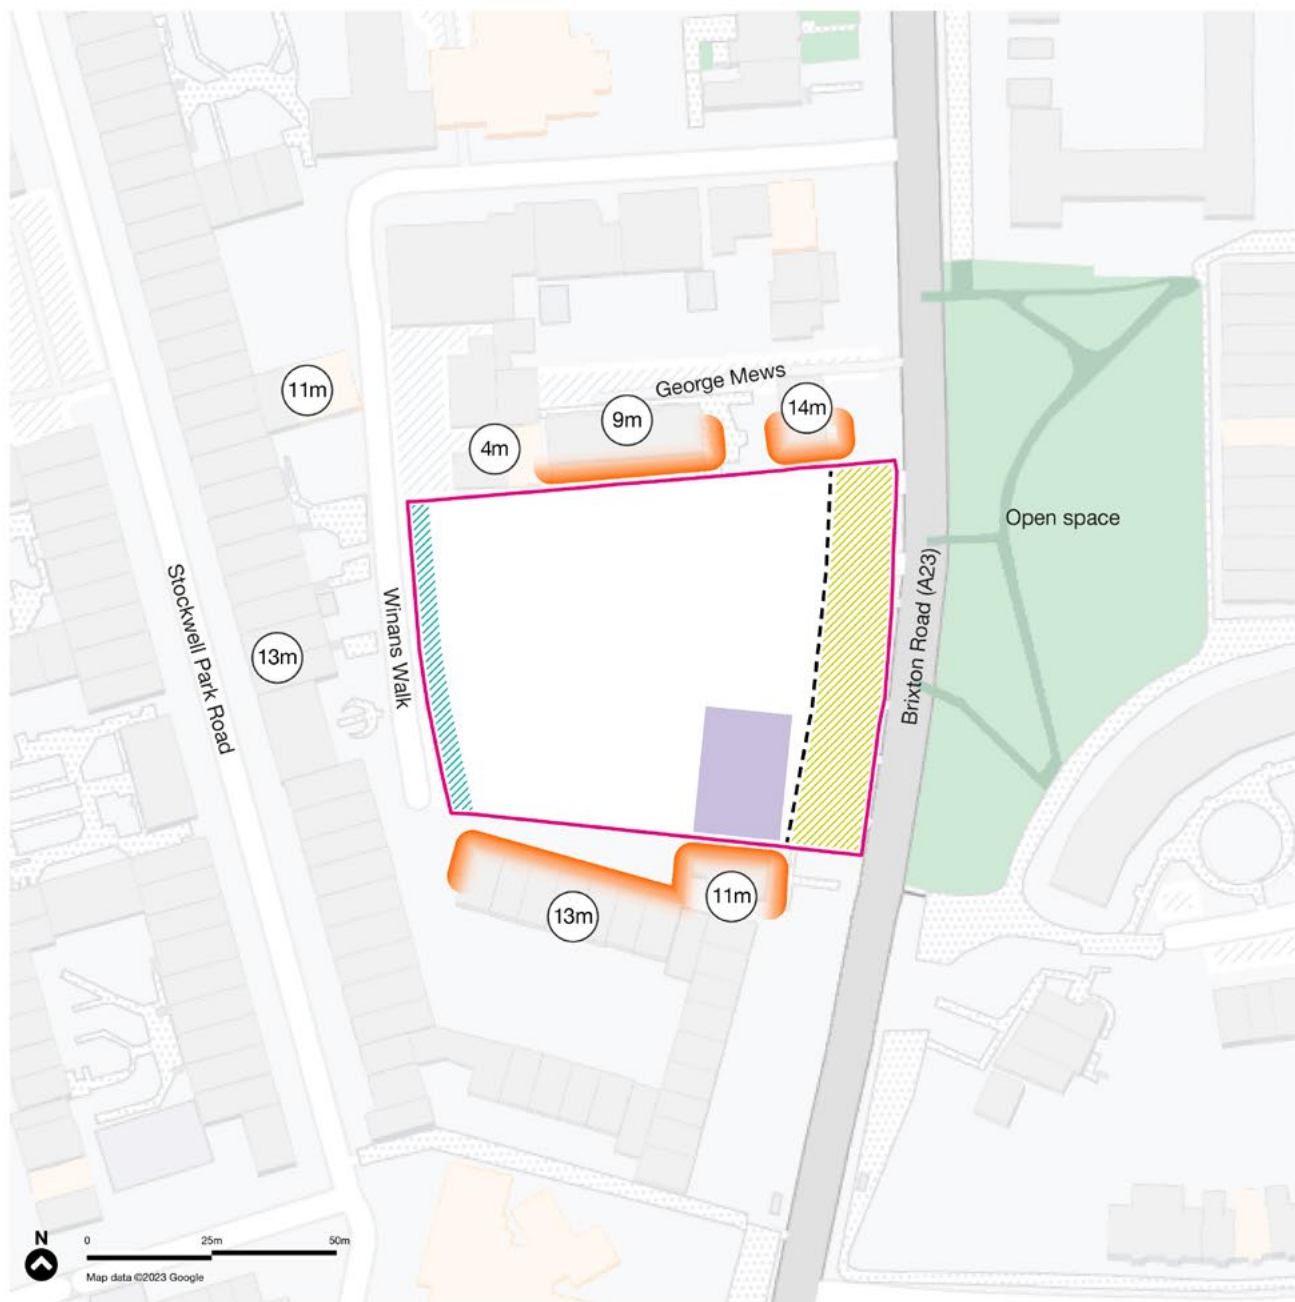 George Mews
11m
14m
9m
4m
Open space
Stockwell Park Road
Winans Walk
Brixton Road (A23)
13m
11m
13m
N
0 25m 50m
Map data ©2023 Google